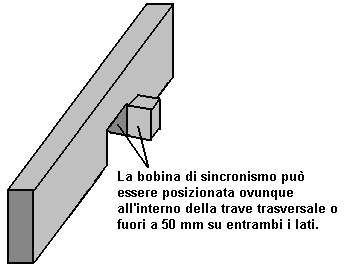 La bobina di sincronismo può
essere posizionata ovunque
all'interno della trave trasversale o
fuori a 50 mm su entrambi i lati.